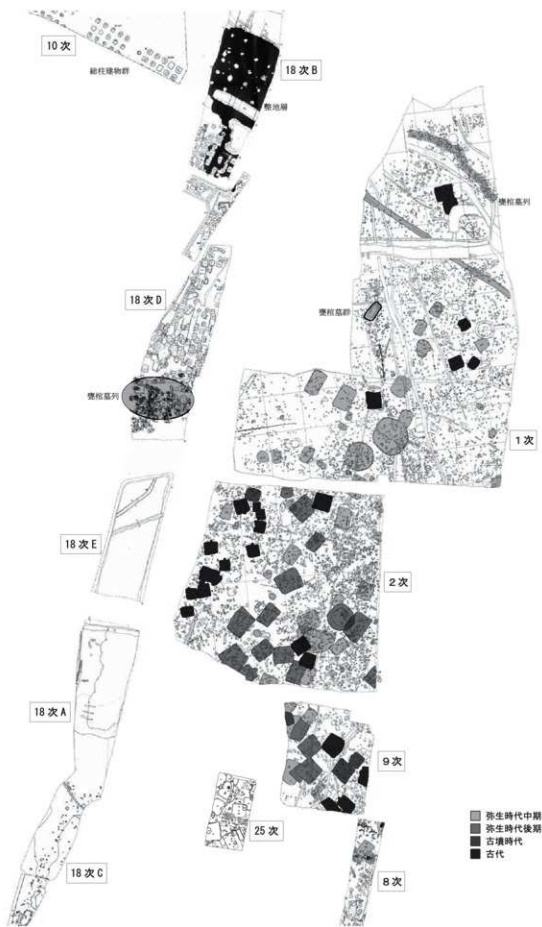 10次
総柱建物群
18次B
整地層
甕棺墓列
18次D
甕棺墓群
甕棺墓列
1次
18次E
2次
18次A
9次
25次
18次C
8次
弥生時代中期
弥生時代後期
古墳時代
古代